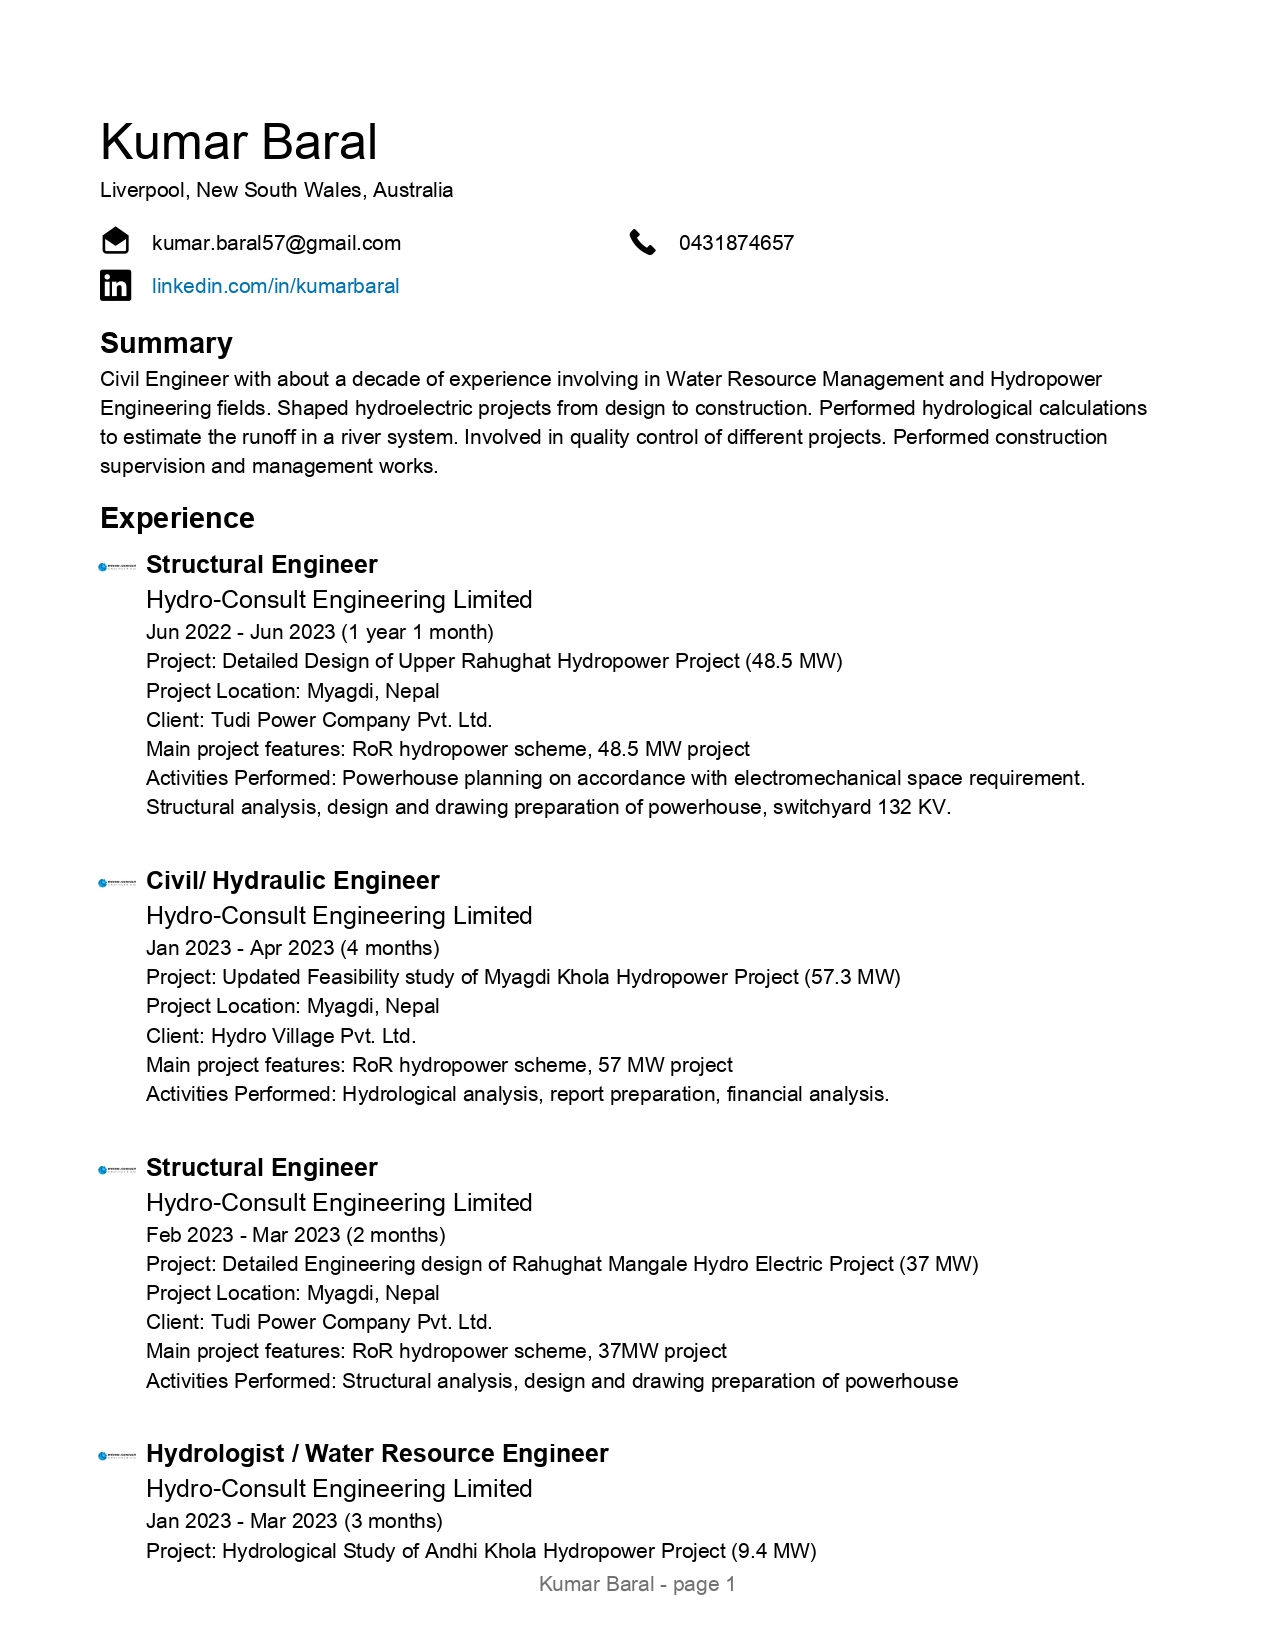 Kumar Baral
Liverpool, New South Wales, Australia
kumar.baral57@gmail.com 0431874657
linkedin.com/in/kumarbaral
Summary
Civil Engineer with about a decade of experience involving in Water Resource Management and Hydropower
Engineering fields. Shaped hydroelectric projects from design to construction. Performed hydrological calculations
to estimate the runoff in a river system. Involved in quality control of different projects. Performed construction
supervision and management works.
Experience
Structural Engineer
Hydro-Consult Engineering Limited
Jun 2022 - Jun 2023 (1 year 1 month)
Project: Detailed Design of Upper Rahughat Hydropower Project (48.5 MW)
Project Location: Myagdi, Nepal
Client: Tudi Power Company Pvt. Ltd.
Main project features: RoR hydropower scheme, 48.5 MW project
Activities Performed: Powerhouse planning on accordance with electromechanical space requirement.
Structural analysis, design and drawing preparation of powerhouse, switchyard 132 KV.
Civil/ Hydraulic Engineer
Hydro-Consult Engineering Limited
Jan 2023 - Apr 2023 (4 months)
Project: Updated Feasibility study of Myagdi Khola Hydropower Project (57.3 MW)
Project Location: Myagdi, Nepal
Client: Hydro Village Pvt. Ltd.
Main project features: RoR hydropower scheme, 57 MW project
Activities Performed: Hydrological analysis, report preparation, financial analysis.
Structural Engineer
Hydro-Consult Engineering Limited
Feb 2023 - Mar 2023 (2 months)
Project: Detailed Engineering design of Rahughat Mangale Hydro Electric Project (37 MW)
Project Location: Myagdi, Nepal
Client: Tudi Power Company Pvt. Ltd.
Main project features: RoR hydropower scheme, 37MW project
Activities Performed: Structural analysis, design and drawing preparation of powerhouse
Hydrologist / Water Resource Engineer
Hydro-Consult Engineering Limited
Jan 2023 - Mar 2023 (3 months)
Project: Hydrological Study of Andhi Khola Hydropower Project (9.4 MW)
Kumar Baral - page 1